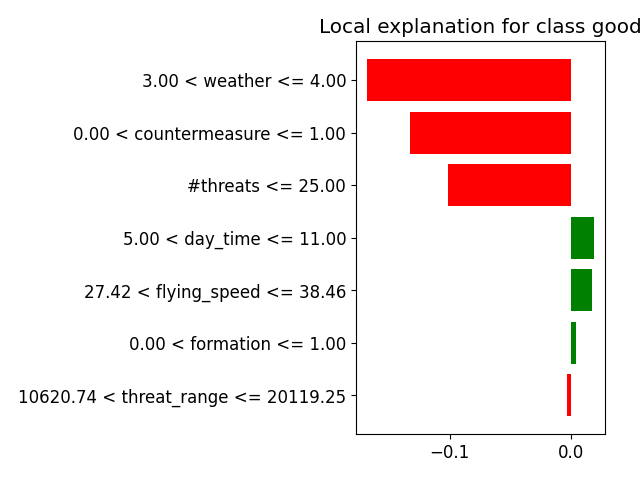 Local explanation for class good
3.00 < weather <= 4.00
0.00 < countermeasure <= 1.00
#threats <= 25.00
5.00 < day_time <= 11.00
27.42 < flying_speed <= 38.46
0.00 < formation <= 1.00
10620.74 < threat_range <= 20119.25
−0.1 0.0